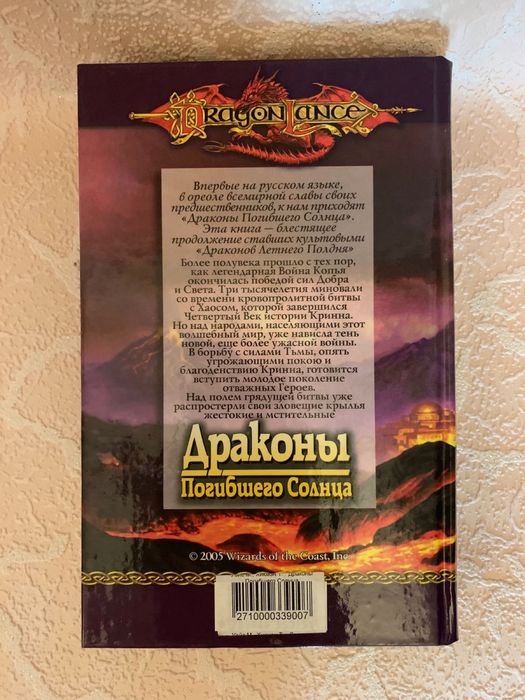 DRAGONLANCE
Впервые на русском языке,
в ореоле всемирной славы своих
предшественников, к нам приходят
«Драконы Погибшего Солнца».
Эта книга — блестящее
продолжение ставших культовыми
«Драконов Летнего Полдня»
Более полувека прошло с тех пор,
как легендарная Война Копья
окончилась победой сил Добра
и Света. Три тысячелетия миновали
со времени кровопролитной битвы
с Хаосом, которой завершился
Четвертый Век истории Кринна.
Но над народами, населяющими этот
волшебный мир, уже нависла тень
новой, еще более ужасной войны.
В борьбу с силами Тьмы, опять
угрожающими покою и
благоденствию Кринна, готовится
вступить молодое поколение
отважных Героев.
Над полем грядущей битвы уже
распростерли свои зловещие крылья
жестокие и мстительные
Драконы
Погибшего Солнца
© 2005 Wizards of the Coast, Inc.
Драконы
2710000339007